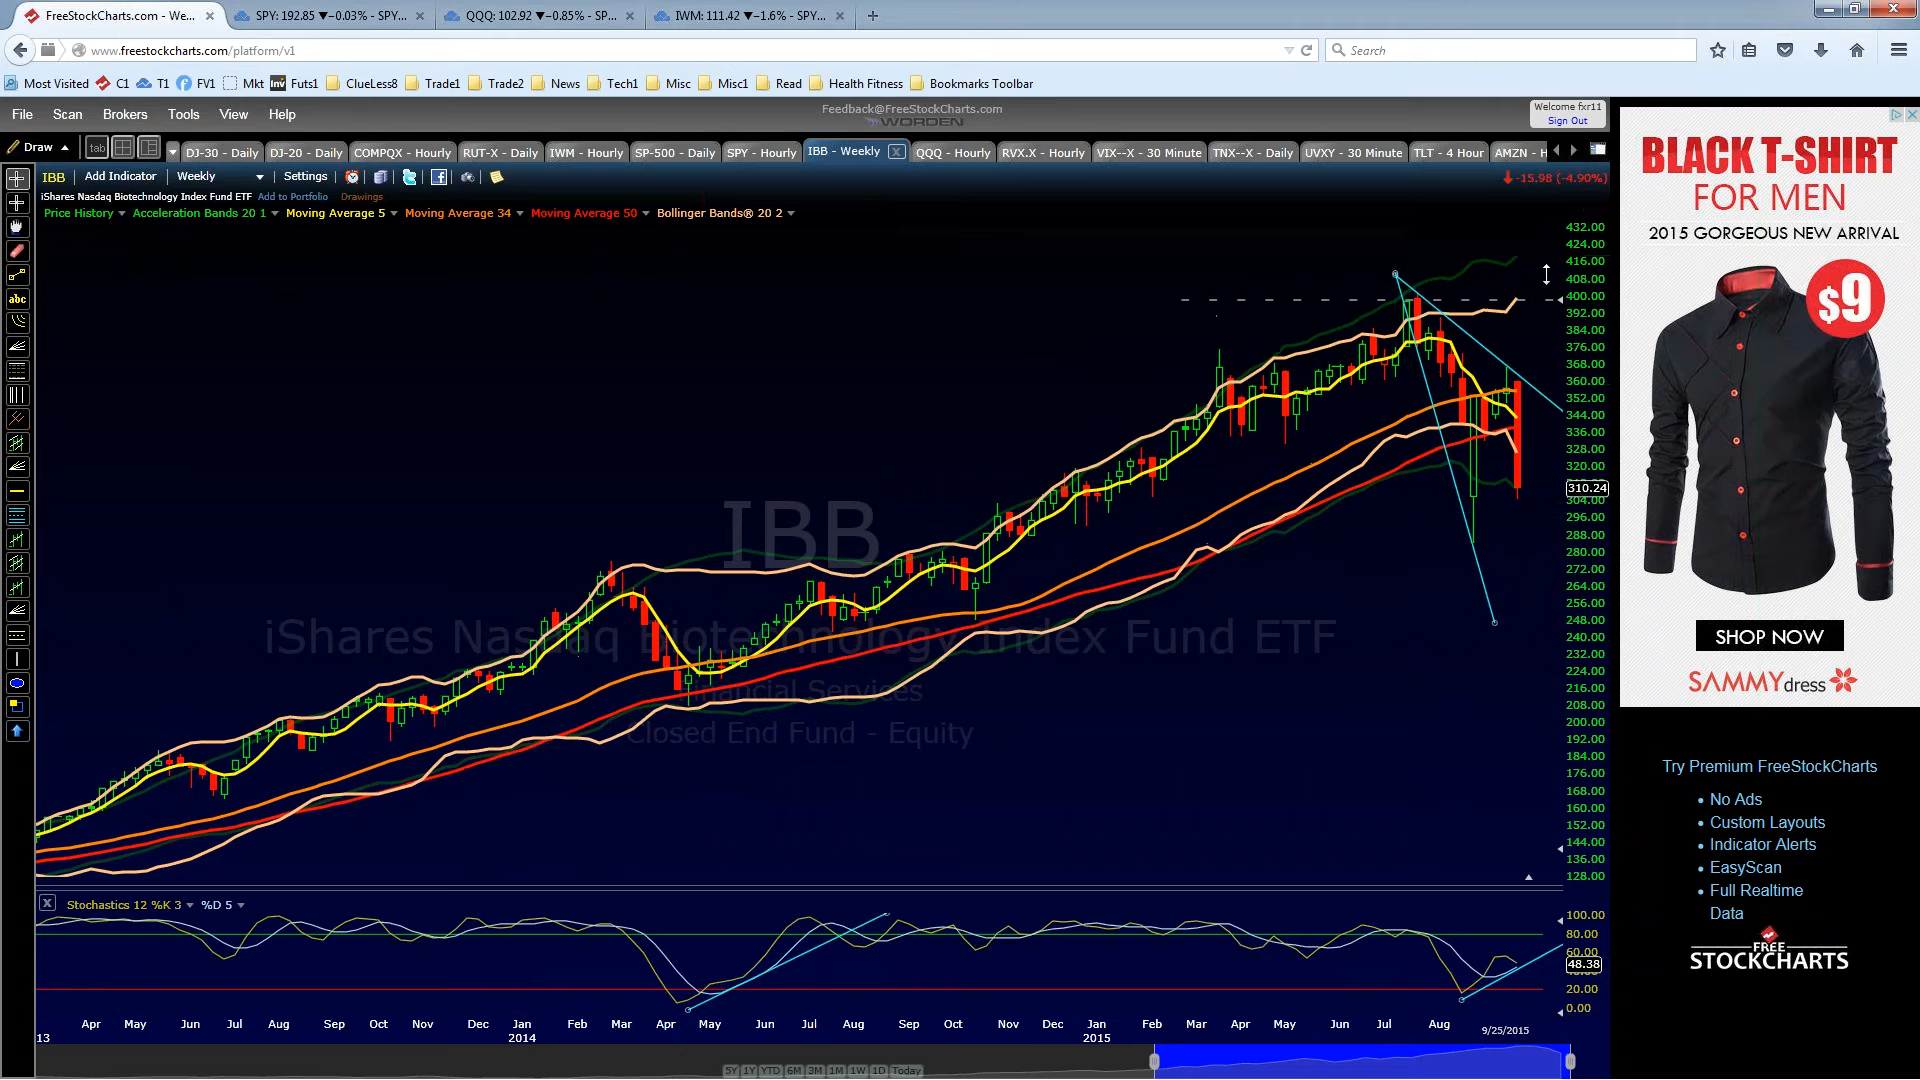 FreeStockCharts.com - We...
SPY: 192.85 ▼−0.03% - SPY,...
QQQ: 102.92 ▼−0.85% - SP...
IWM: 111.42 ▼−1.6% - SPY,...
www.freestockcharts.com/platform/v1
Search
Most Visited C1 T1 FV1 Mkt Futs1 ClueLess8 Trade1 Trade2 News Tech1 Misc Misc1 Read Health Fitness Bookmarks Toolbar
File Scan Brokers Tools View Help
Feedback@FreeStockCharts.com
WORDEN
Welcome fxr11
Sign Out
Draw tab DJ-30 - Daily DJ-20 - Daily COMPQX - Hourly RUT-X - Daily IWM - Hourly SP-500 - Daily SPY - Hourly IBB - Weekly X QQQ - Hourly RVX.X - Hourly VIX--X - 30 Minute TNX--X - Daily UVXY - 30 Minute TLT - 4 Hour AMZN - H
IBB Add Indicator Weekly Settings
-15.98 (-4.90%)
iShares Nasdaq Biotechnology Index Fund ETF Add to Portfolio Drawings
Price History Acceleration Bands 20 1 Moving Average 5 Moving Average 34 Moving Average 50 Bollinger Bands® 20 2
abc
432.00
424.00
416.00
408.00
400.00
392.00
384.00
376.00
368.00
360.00
352.00
344.00
336.00
328.00
320.00
310.24
304.00
296.00
288.00
280.00
272.00
264.00
256.00
248.00
240.00
232.00
224.00
216.00
208.00
200.00
192.00
184.00
176.00
168.00
160.00
152.00
144.00
136.00
128.00
IBB
iShares Nasdaq Biotechnology Index Fund ETF
Financial Services
Closed End Fund - Equity
X Stochastics 12 %K 3 %D 5
100.00
80.00
60.00
48.38
20.00
0.00
Apr May Jun Jul Aug Sep Oct Nov Dec Jan Feb Mar Apr May Jun Jul Aug Sep Oct Nov Dec Jan Feb Mar Apr May Jun Jul Aug 9/25/2015
13 2014 2015
5Y 1Y YTD 6M 3M 1M 1W 1D Today
BLACK T-SHIRT
FOR MEN
2015 GORGEOUS NEW ARRIVAL
$9
SHOP NOW
SAMMYdress
Try Premium FreeStockCharts
• No Ads
• Custom Layouts
• Indicator Alerts
• EasyScan
• Full Realtime
Data
FREE
STOCKCHARTS